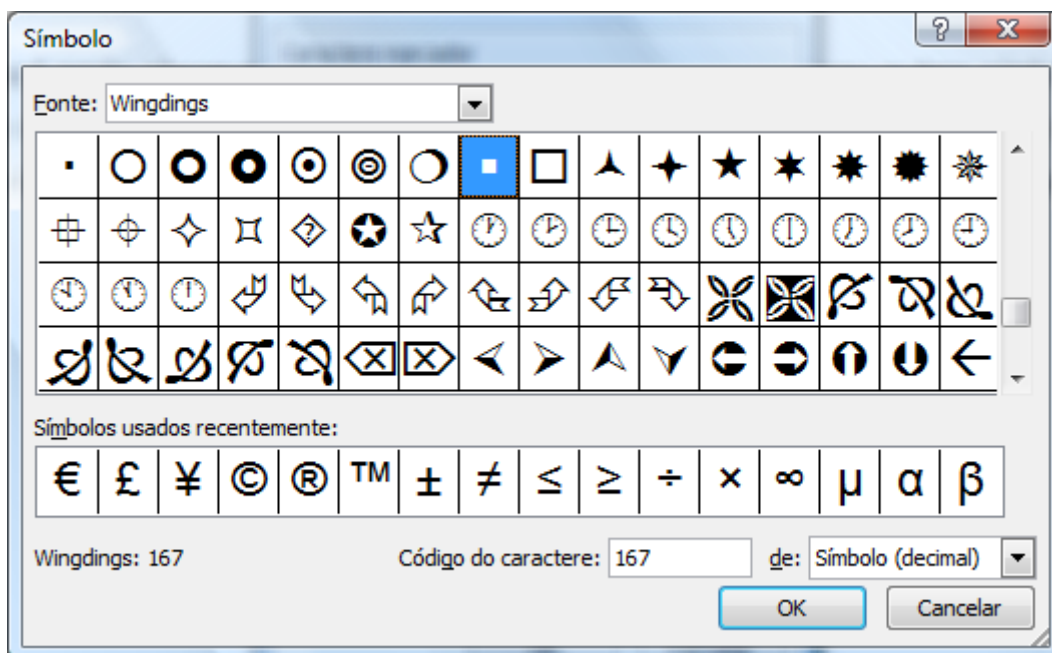 Símbolo
Fonte: Wingdings
Símbolos usados recentemente:
€ £ ¥ © ® ™ ± ≠ ≤ ≥ ÷ × ∞ µ α β
Wingdings: 167 Código do caractere: 167 de: Símbolo (decimal)
OK Cancelar